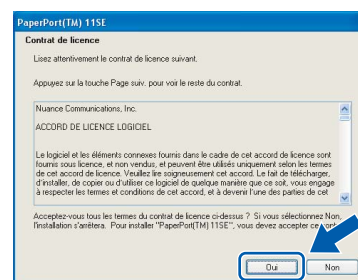 PaperPort(TM) 11SE
Contrat de licence
Lisez attentivement le contrat de licence suivant.
Appuyez sur la touche Page suiv. pour voir le reste du contrat.
Nuance Communications, Inc.
ACCORD DE LICENCE LOGICIEL
Le logiciel et les éléments connexes fournis dans le cadre de cet accord de licence sont
fournis sous licence, et non vendus, et peuvent être utilisés uniquement selon les termes
de cet accord de licence. Veuillez lire soigneusement cet accord. Le fait de télécharger,
d'installer, de copier ou d'utiliser ce logiciel de quelque manière que ce soit, vous engage
à respecter les termes et conditions de cet accord, et à devenir l'une des parties de cet
Acceptez-vous tous les termes du contrat de licence ci-dessus ? Si vous sélectionnez Non,
l'installation s'arrêtera. Pour installer "PaperPort(TM) 11SE", vous devez accepter ce
Oui
Non